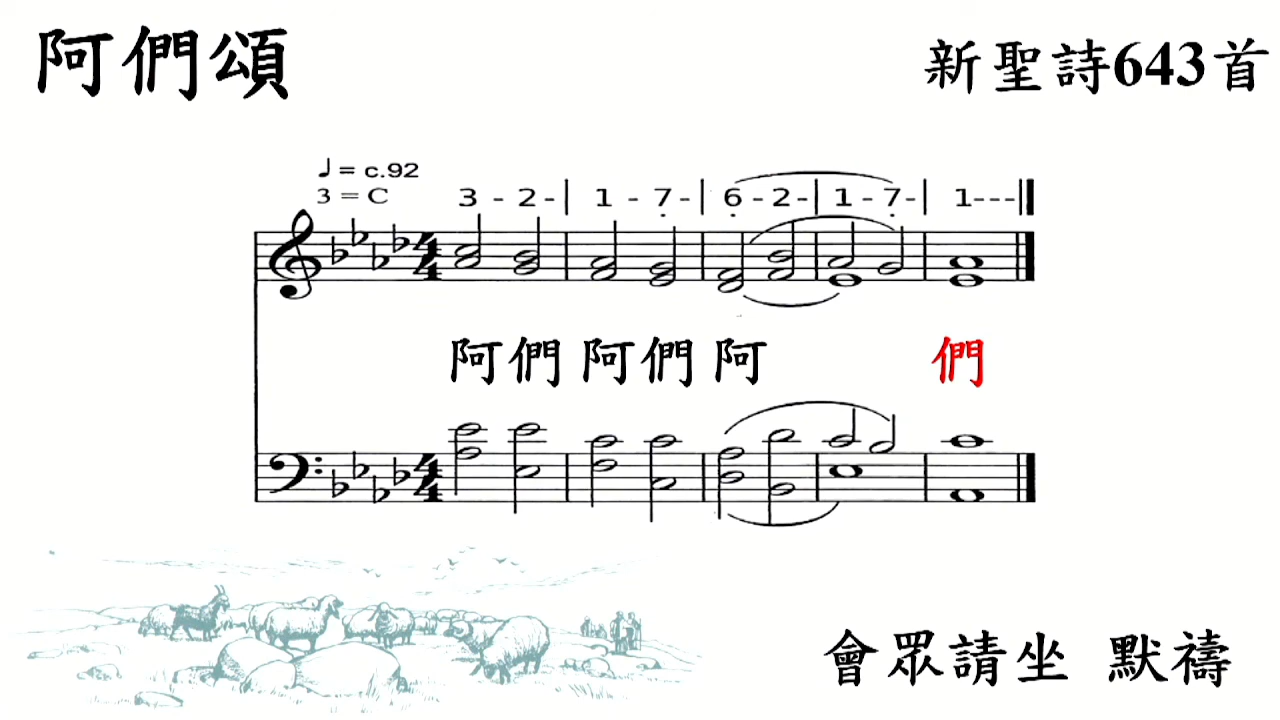 阿們頌
新聖詩643首
♩= c.92
3 = C
3 - 2 - | 1 - 7̣ - | 6̣ - 2 - | 1 - 7̣ - | 1 - - - ‖
阿們 阿們 阿 們
會眾請坐 默禱